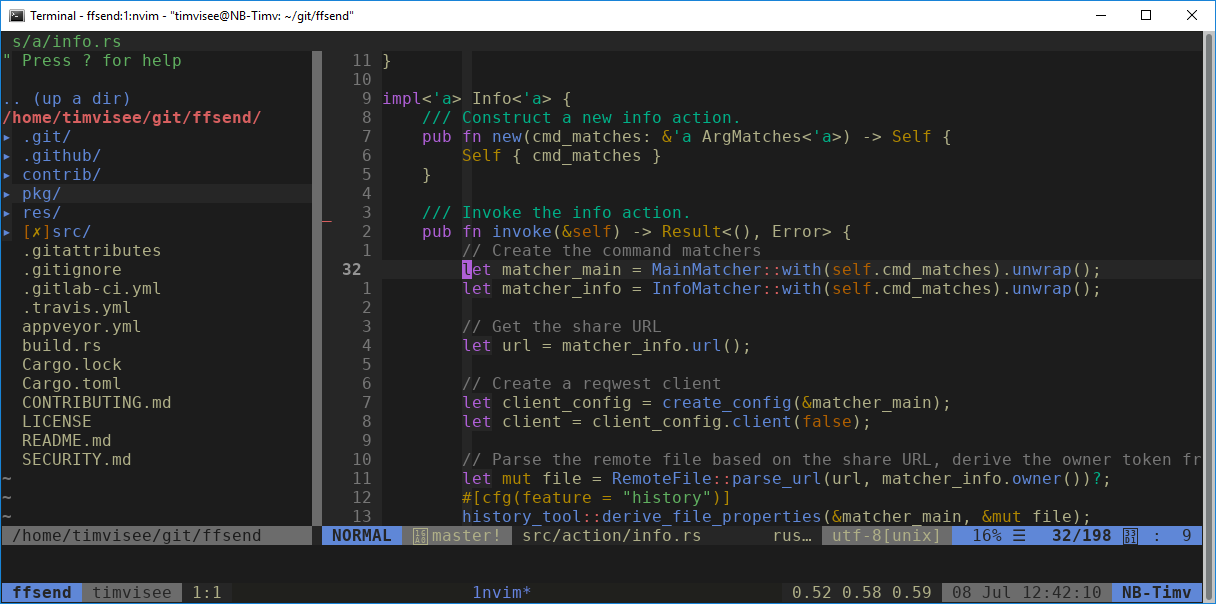 Terminal - ffsend:1:nvim - "timvisee@NB-Timv: ~/git/ffsend"
s/a/info.rs
" Press ? for help
.. (up a dir)
/home/timvisee/git/ffsend/
▸ .git/
▸ .github/
▸ contrib/
▸ pkg/
▸ res/
▸ [✗]src/
.gitattributes
.gitignore
.gitlab-ci.yml
.travis.yml
appveyor.yml
build.rs
Cargo.lock
Cargo.toml
CONTRIBUTING.md
LICENSE
README.md
SECURITY.md
~
~
~
11 }
10
9 impl<'a> Info<'a> {
8     /// Construct a new info action.
7     pub fn new(cmd_matches: &'a ArgMatches<'a>) -> Self {
6         Self { cmd_matches }
5     }
4
3     /// Invoke the info action.
2     pub fn invoke(&self) -> Result<(), Error> {
1         // Create the command matchers
32         let matcher_main = MainMatcher::with(self.cmd_matches).unwrap();
1         let matcher_info = InfoMatcher::with(self.cmd_matches).unwrap();
2
3         // Get the share URL
4         let url = matcher_info.url();
5
6         // Create a reqwest client
7         let client_config = create_config(&matcher_main);
8         let client = client_config.client(false);
9
10         // Parse the remote file based on the share URL, derive the owner token fr
11         let mut file = RemoteFile::parse_url(url, matcher_info.owner())?;
12         #[cfg(feature = "history")]
13         history_tool::derive_file_properties(&matcher_main, &mut file);
/home/timvisee/git/ffsend NORMAL master! src/action/info.rs rus… utf-8[unix] 16% ☰ 32/198 : 9
ffsend timvisee 1:1 1nvim* 0.52 0.58 0.59 08 Jul 12:42:10 NB-Timv